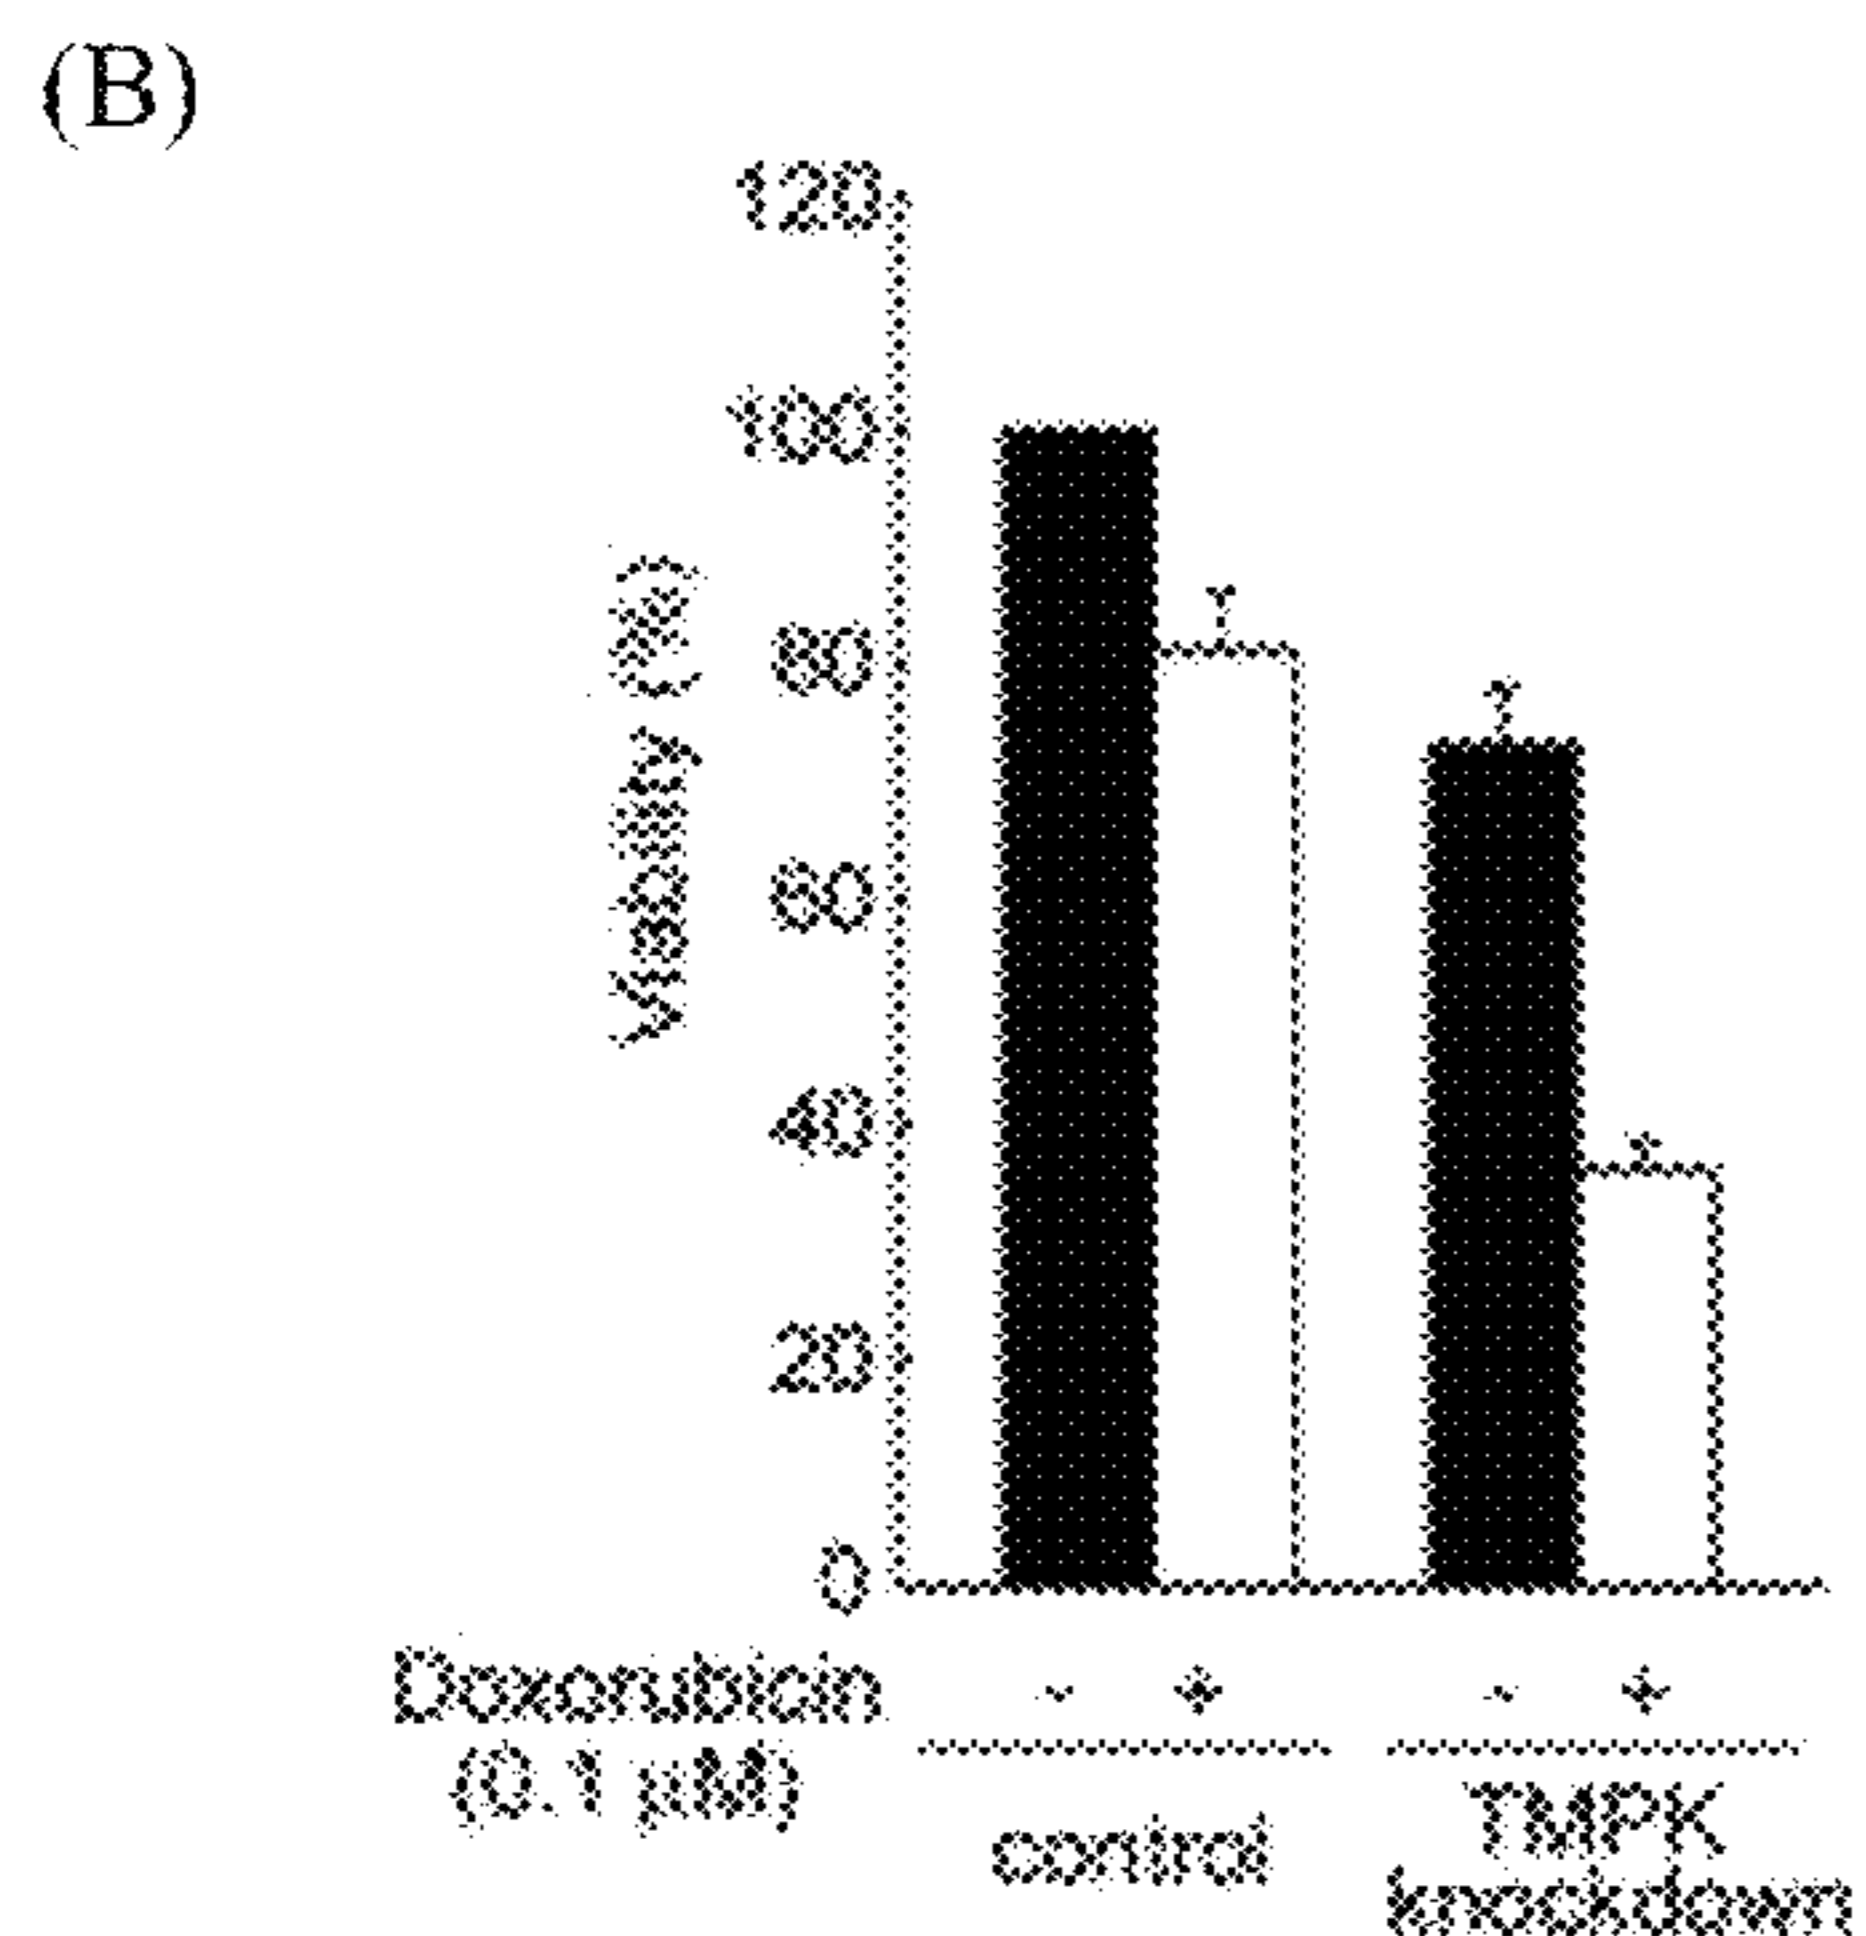 (B)
120
100
80
60
40
20
0
Viability (%)
Doxorubicin - + - +
(0.1 µM)
control
TMPK
knockdown